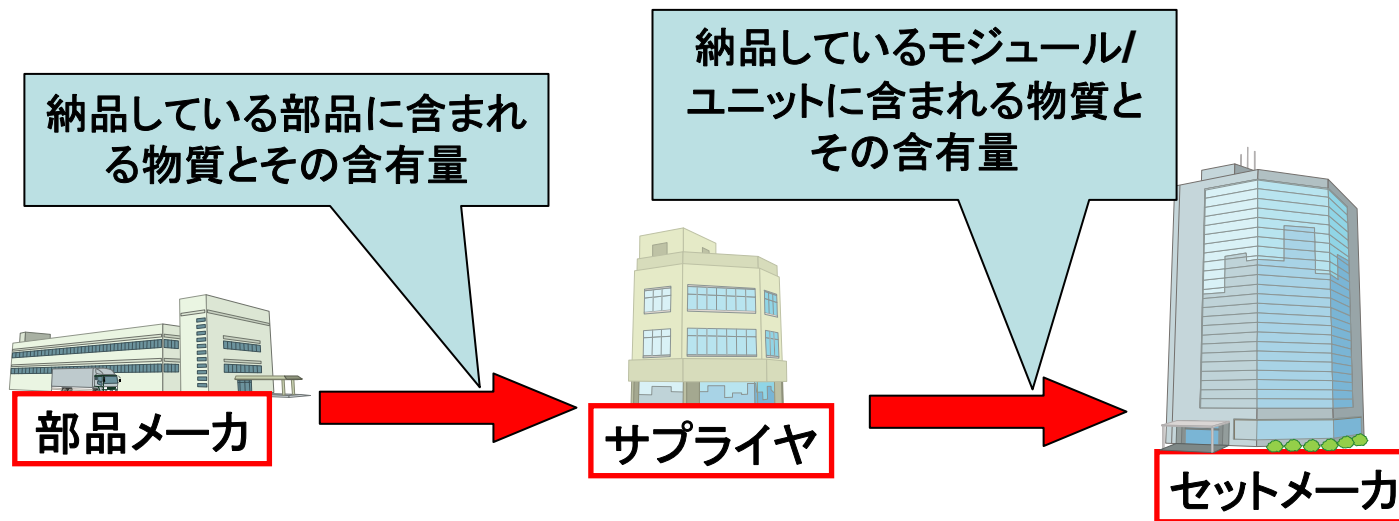 納品しているモジュール/
ユニットに含まれる物質と
その含有量
納品している部品に含まれ
る物質とその含有量
部品メーカ
サプライヤ
セットメーカ